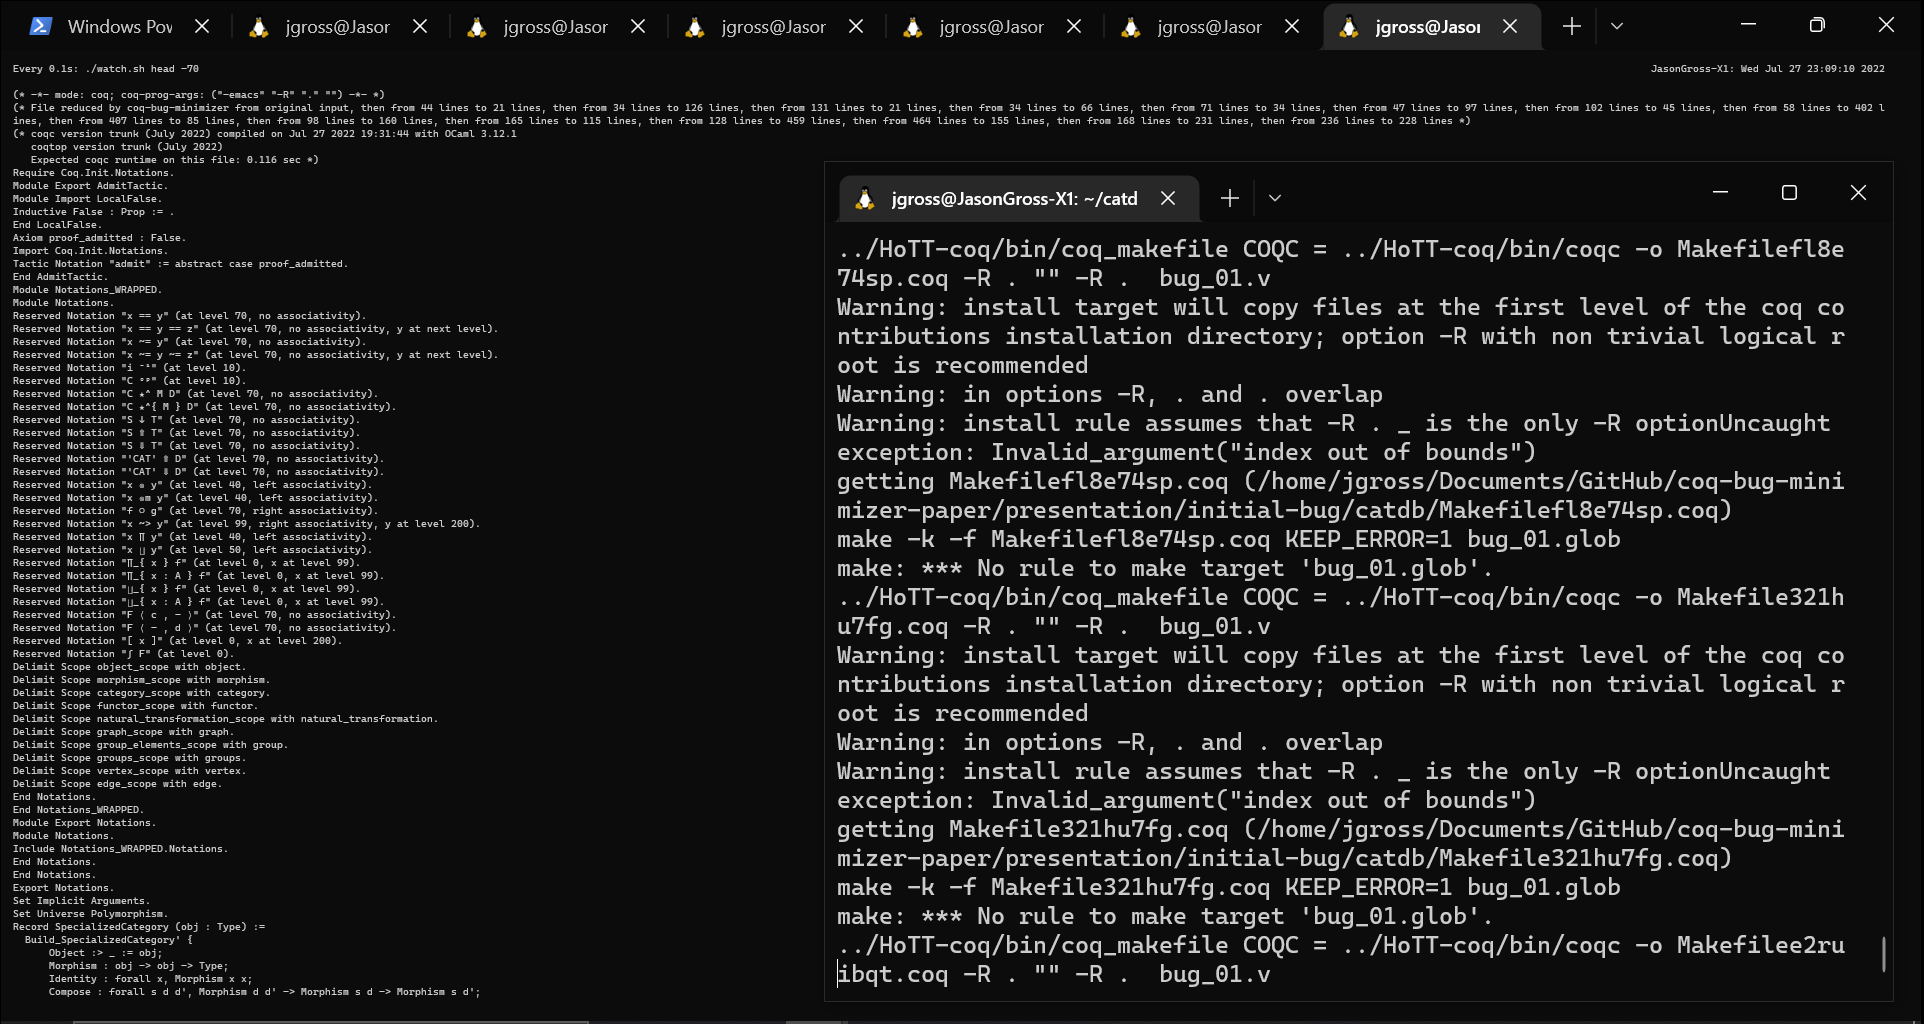 Windows Pov
jgross@Jasor
jgross@Jasor
jgross@Jasor
jgross@Jasor
jgross@Jasor
jgross@Jasor
Every 0.1s: ./watch.sh head -70
JasonGross-X1: Wed Jul 27 23:09:10 2022
(* -*- mode: coq; coq-prog-args: ("-emacs" "-R" "." "") -*- *)
(* File reduced by coq-bug-minimizer from original input, then from 44 lines to 21 lines, then from 34 lines to 126 lines, then from 131 lines to 21 lines, then from 34 lines to 66 lines, then from 71 lines to 34 lines, then from 47 lines to 97 lines, then from 102 lines to 45 lines, then from 58 lines to 402 l
ines, then from 407 lines to 85 lines, then from 98 lines to 160 lines, then from 165 lines to 115 lines, then from 128 lines to 459 lines, then from 464 lines to 155 lines, then from 168 lines to 231 lines, then from 236 lines to 228 lines *)
(* coqc version trunk (July 2022) compiled on Jul 27 2022 19:31:44 with OCaml 3.12.1
coqtop version trunk (July 2022)
Expected coqc runtime on this file: 0.116 sec *)
Require Coq.Init.Notations.
Module Export AdmitTactic.
Module Import LocalFalse.
Inductive False : Prop := .
End LocalFalse.
Axiom proof_admitted : False.
Import Coq.Init.Notations.
Tactic Notation "admit" := abstract case proof_admitted.
End AdmitTactic.
Module Notations_WRAPPED.
Module Notations.
Reserved Notation "x == y" (at level 70, no associativity).
Reserved Notation "x == y == z" (at level 70, no associativity, y at next level).
Reserved Notation "x ~= y" (at level 70, no associativity).
Reserved Notation "x ~= y ~= z" (at level 70, no associativity, y at next level).
Reserved Notation "i ⁻¹" (at level 10).
Reserved Notation "C ᵒᵖ" (at level 10).
Reserved Notation "C ★^ M D" (at level 70, no associativity).
Reserved Notation "C ★^{ M } D" (at level 70, no associativity).
Reserved Notation "S ↓ T" (at level 70, no associativity).
Reserved Notation "S ⇑ T" (at level 70, no associativity).
Reserved Notation "S ⇓ T" (at level 70, no associativity).
Reserved Notation "'CAT' ⇑ D" (at level 70, no associativity).
Reserved Notation "'CAT' ⇓ D" (at level 70, no associativity).
Reserved Notation "x ⊗ y" (at level 40, left associativity).
Reserved Notation "x ⊗m y" (at level 40, left associativity).
Reserved Notation "f ○ g" (at level 70, right associativity).
Reserved Notation "x ~> y" (at level 99, right associativity, y at level 200).
Reserved Notation "x ∏ y" (at level 40, left associativity).
Reserved Notation "x ∐ y" (at level 50, left associativity).
Reserved Notation "∏_{ x } f" (at level 0, x at level 99).
Reserved Notation "∏_{ x : A } f" (at level 0, x at level 99).
Reserved Notation "∐_{ x } f" (at level 0, x at level 99).
Reserved Notation "∐_{ x : A } f" (at level 0, x at level 99).
Reserved Notation "F ⟨ c , - ⟩" (at level 70, no associativity).
Reserved Notation "F ⟨ - , d ⟩" (at level 70, no associativity).
Reserved Notation "[ x ]" (at level 0, x at level 200).
Reserved Notation "∫ F" (at level 0).
Delimit Scope object_scope with object.
Delimit Scope morphism_scope with morphism.
Delimit Scope category_scope with category.
Delimit Scope functor_scope with functor.
Delimit Scope natural_transformation_scope with natural_transformation.
Delimit Scope graph_scope with graph.
Delimit Scope group_elements_scope with group.
Delimit Scope groups_scope with groups.
Delimit Scope vertex_scope with vertex.
Delimit Scope edge_scope with edge.
End Notations.
End Notations_WRAPPED.
Module Export Notations.
Module Notations.
Include Notations_WRAPPED.Notations.
End Notations.
End Notations.
Export Notations.
Set Implicit Arguments.
Set Universe Polymorphism.
Record SpecializedCategory (obj : Type) :=
Build_SpecializedCategory' {
Object :> _ := obj;
Morphism : obj -> obj -> Type;
Identity : forall x, Morphism x x;
Compose : forall s d d', Morphism d d' -> Morphism s d -> Morphism s d';
jgross@JasonGross-X1: ~/catd
../HoTT-coq/bin/coq_makefile COQC = ../HoTT-coq/bin/coqc -o Makefilefl8e
74sp.coq -R . "" -R .  bug_01.v
Warning: install target will copy files at the first level of the coq co
ntributions installation directory; option -R with non trivial logical r
oot is recommended
Warning: in options -R, . and . overlap
Warning: install rule assumes that -R . _ is the only -R optionUncaught
exception: Invalid_argument("index out of bounds")
getting Makefilefl8e74sp.coq (/home/jgross/Documents/GitHub/coq-bug-mini
mizer-paper/presentation/initial-bug/catdb/Makefilefl8e74sp.coq)
make -k -f Makefilefl8e74sp.coq KEEP_ERROR=1 bug_01.glob
make: *** No rule to make target 'bug_01.glob'.
../HoTT-coq/bin/coq_makefile COQC = ../HoTT-coq/bin/coqc -o Makefile321h
u7fg.coq -R . "" -R .  bug_01.v
Warning: install target will copy files at the first level of the coq co
ntributions installation directory; option -R with non trivial logical r
oot is recommended
Warning: in options -R, . and . overlap
Warning: install rule assumes that -R . _ is the only -R optionUncaught
exception: Invalid_argument("index out of bounds")
getting Makefile321hu7fg.coq (/home/jgross/Documents/GitHub/coq-bug-mini
mizer-paper/presentation/initial-bug/catdb/Makefile321hu7fg.coq)
make -k -f Makefile321hu7fg.coq KEEP_ERROR=1 bug_01.glob
make: *** No rule to make target 'bug_01.glob'.
../HoTT-coq/bin/coq_makefile COQC = ../HoTT-coq/bin/coqc -o Makefilee2ru
ibqt.coq -R . "" -R .  bug_01.v